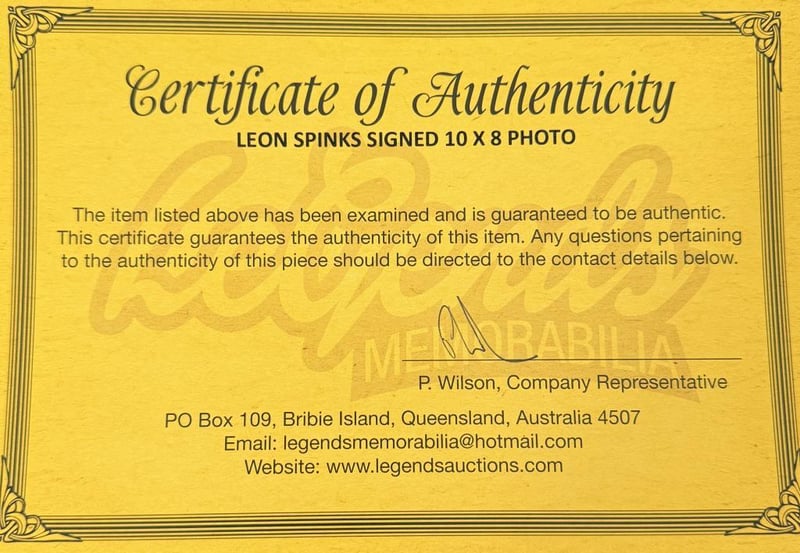 Certificate of Authenticity
LEON SPINKS SIGNED 10 X 8 PHOTO
Legends
MEMORABILIA
The item listed above has been examined and is guaranteed to be authentic.
This certificate guarantees the authenticity of this item. Any questions pertaining
to the authenticity of this piece should be directed to the contact details below.
P. Wilson, Company Representative
PO Box 109, Bribie Island, Queensland, Australia 4507
Email: legendsmemorabilia@hotmail.com
Website: www.legendsauctions.com